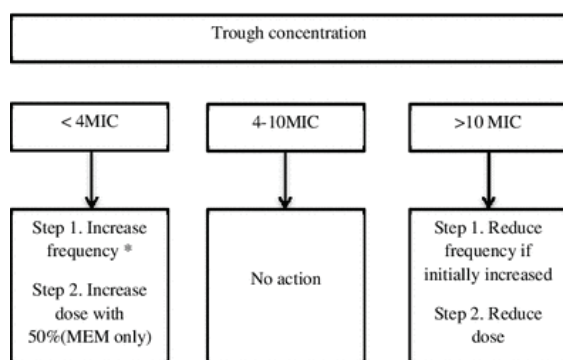 Trough concentration
< 4MIC
4-10MIC
>10 MIC
Step 1. Increase
frequency *
Step 2. Increase
dose with
50%(MEM only)
No action
Step 1. Reduce
frequency if
initially increased
Step 2. Reduce
dose